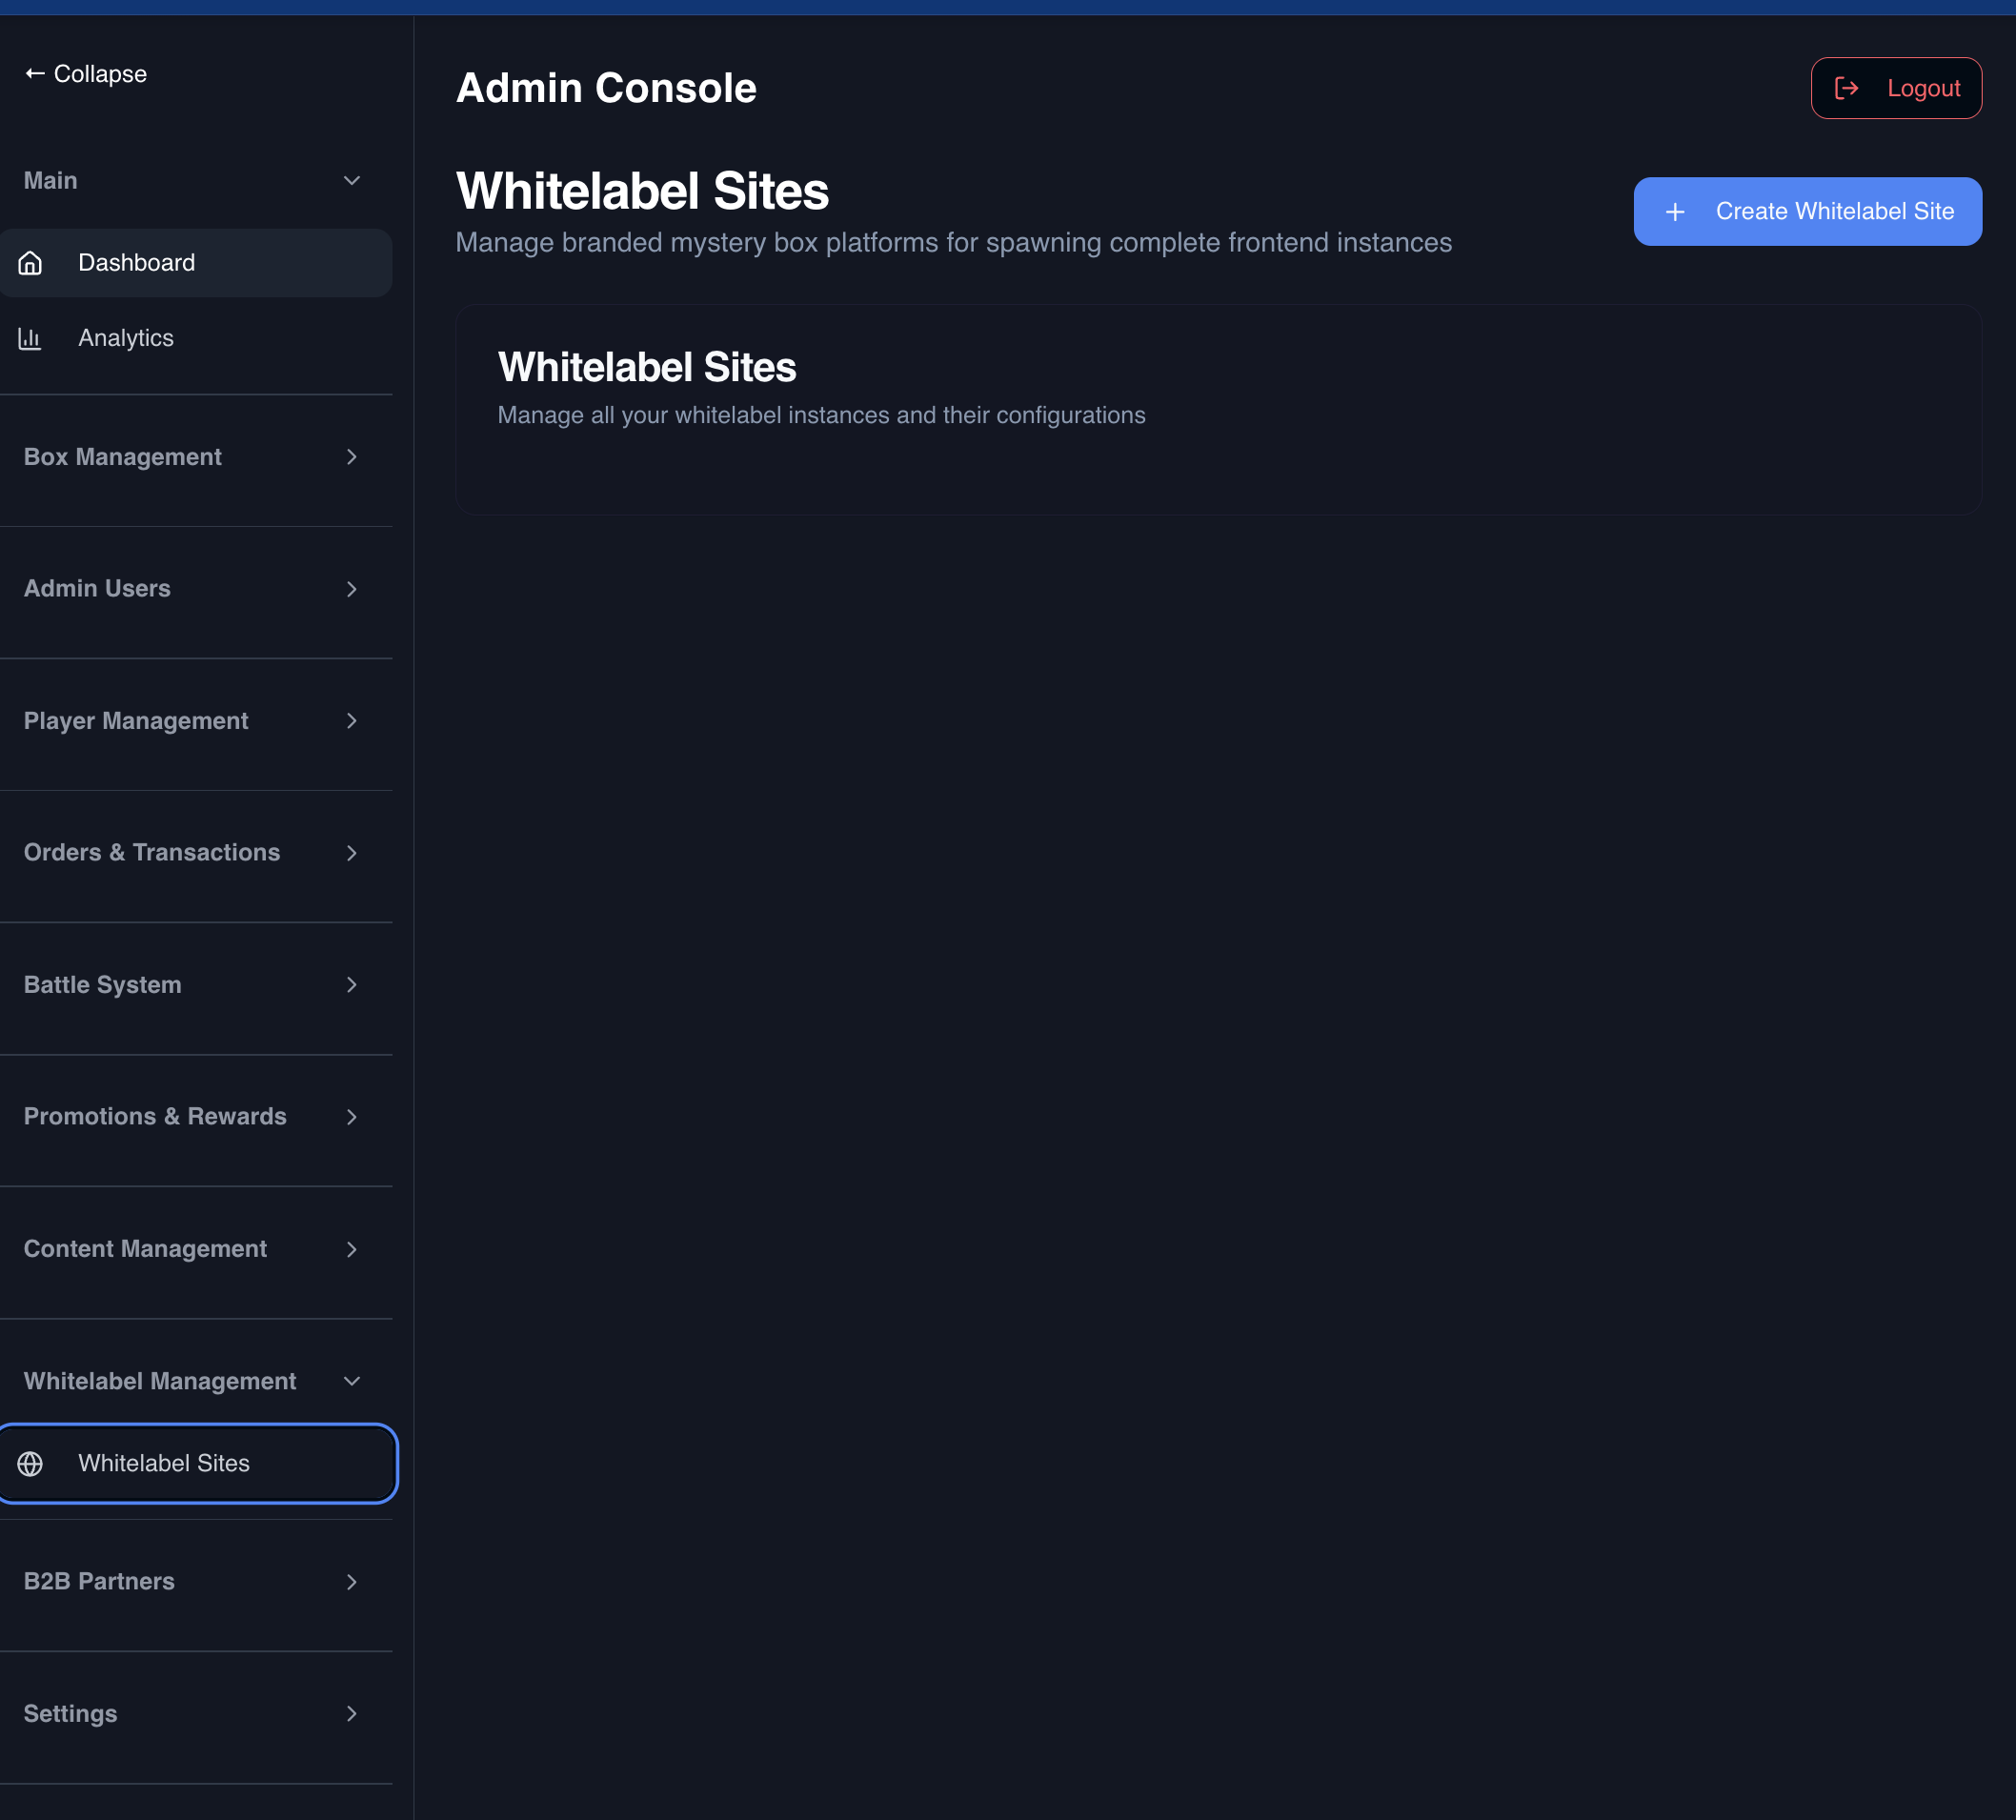 Collapse
Main
Dashboard
Analytics
Box Management
Admin Users
Player Management
Orders & Transactions
Battle System
Promotions & Rewards
Content Management
Whitelabel Management
Whitelabel Sites
B2B Partners
Settings
Admin Console
Logout
Whitelabel Sites
Manage branded mystery box platforms for spawning complete frontend instances
Create Whitelabel Site
Whitelabel Sites
Manage all your whitelabel instances and their configurations